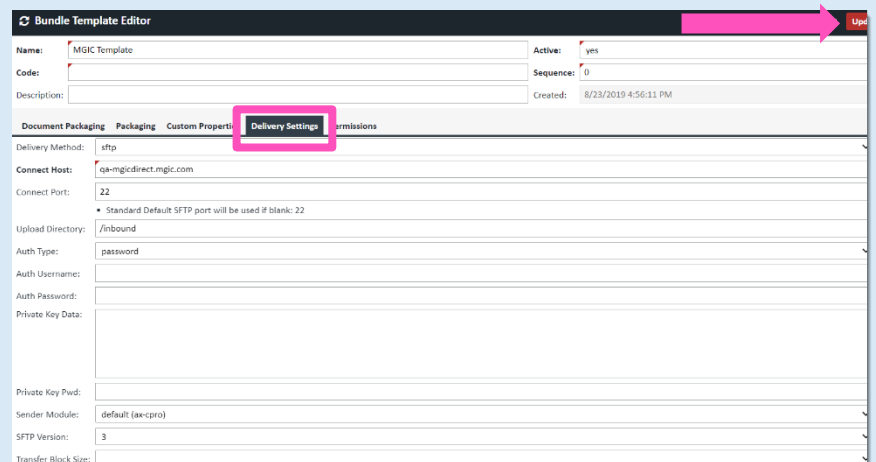 Bundle Template Editor
Name: MGIC Template Active: yes
Code: Sequence: 0
Description: Created: 8/23/2019 4:56:11 PM
Document Packaging Packaging Custom Delivery Settings
Delivery Method: sftp
Connect Host: qa-mgicdirect.mgic.com
Connect Port: 22
• Standard Default SFTP port will be used if blank: 22
Upload Directory: /inbound
Auth Type: password
Auth Username:
Auth Password:
Private Key Data:
Private Key Pwd:
Sender Module: default (ax-cpro)
SFTP Version: 3
Transfer Block Size: